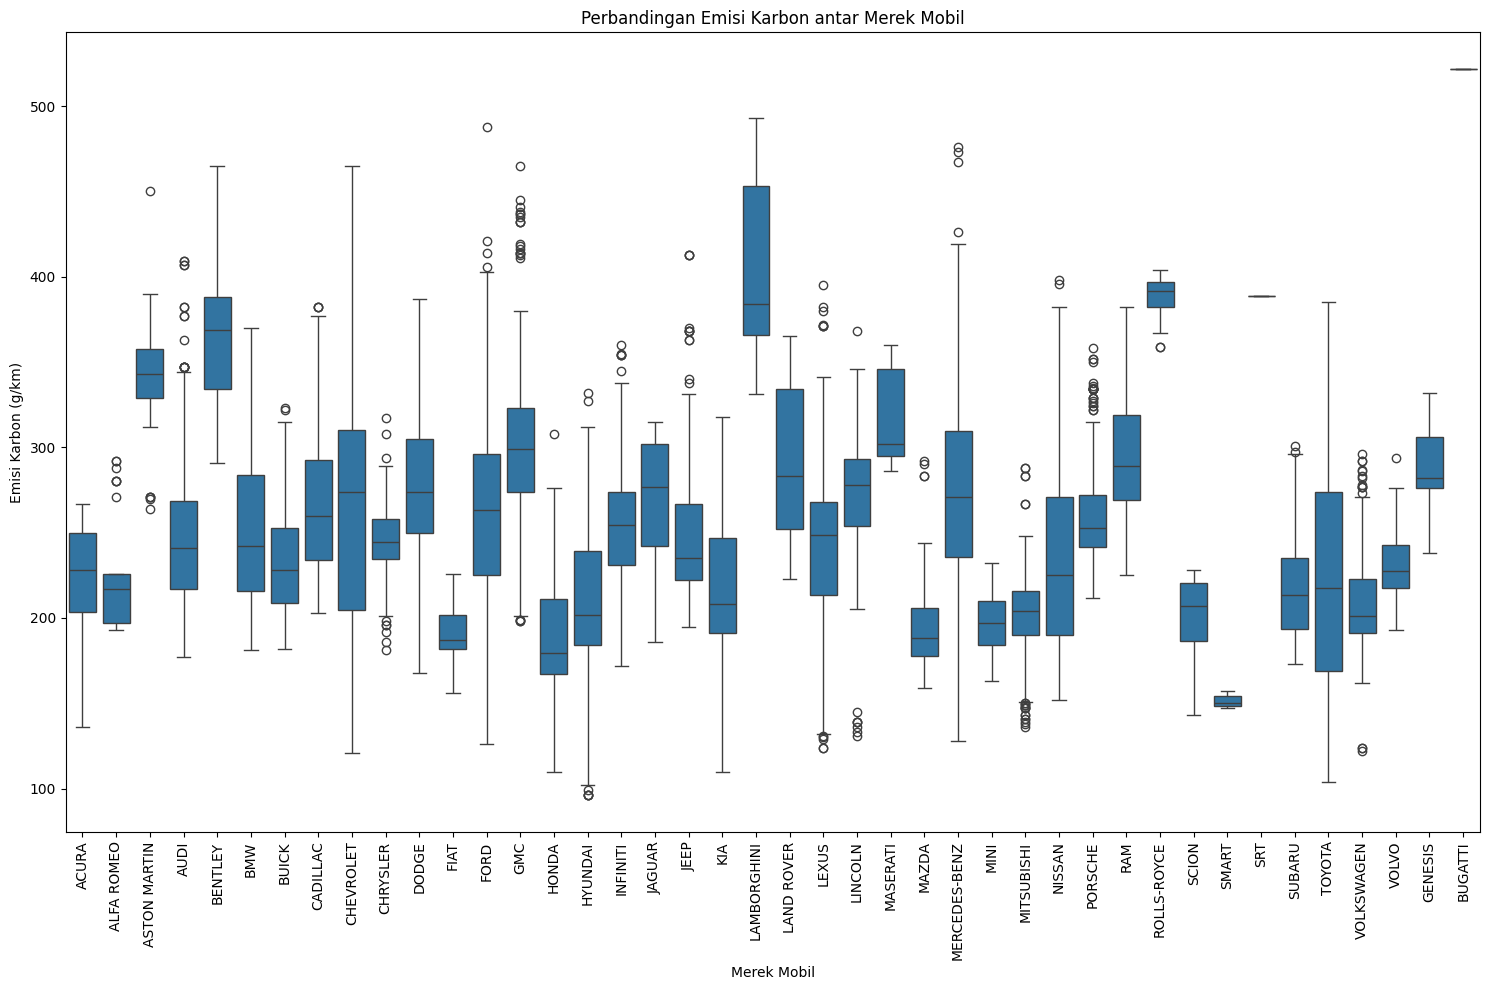 Perbandingan Emisi Karbon antar Merek Mobil
Emisi Karbon (g/km)
500
400
300
200
100
ACURA
ALFA ROMEO
ASTON MARTIN
AUDI
BENTLEY
BMW
BUICK
CADILLAC
CHEVROLET
CHRYSLER
DODGE
FIAT
FORD
GMC
HONDA
HYUNDAI
INFINITI
JAGUAR
JEEP
KIA
LAMBORGHINI
LAND ROVER
LEXUS
LINCOLN
MASERATI
MAZDA
MERCEDES-BENZ
MINI
MITSUBISHI
NISSAN
PORSCHE
RAM
ROLLS-ROYCE
SCION
SMART
SRT
SUBARU
TOYOTA
VOLKSWAGEN
VOLVO
GENESIS
BUGATTI
Merek Mobil